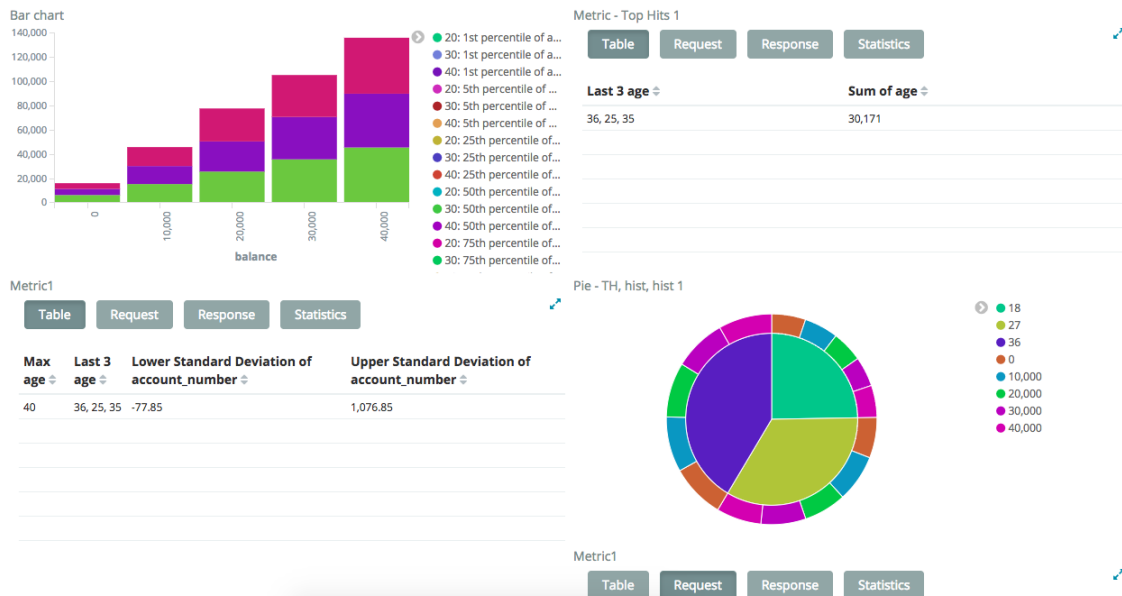 Bar chart
140,000
120,000
100,000
80,000
60,000
40,000
20,000
0
0
10,000
20,000
30,000
40,000
balance
20: 1st percentile of a...
30: 1st percentile of a...
40: 1st percentile of a...
20: 5th percentile of ...
30: 5th percentile of ...
40: 5th percentile of ...
20: 25th percentile of...
30: 25th percentile of...
40: 25th percentile of...
20: 50th percentile of...
30: 50th percentile of...
40: 50th percentile of...
20: 75th percentile of...
30: 75th percentile of...
Metric - Top Hits 1
Table Request Response Statistics
Last 3 age Sum of age
36, 25, 35 30,171
Metric1
Table Request Response Statistics
Max Last 3 Lower Standard Deviation of Upper Standard Deviation of
age age account_number account_number
40 36, 25, 35 -77.85 1,076.85
Pie - TH, hist, hist 1
18
27
36
0
10,000
20,000
30,000
40,000
Metric1
Table Request Response Statistics